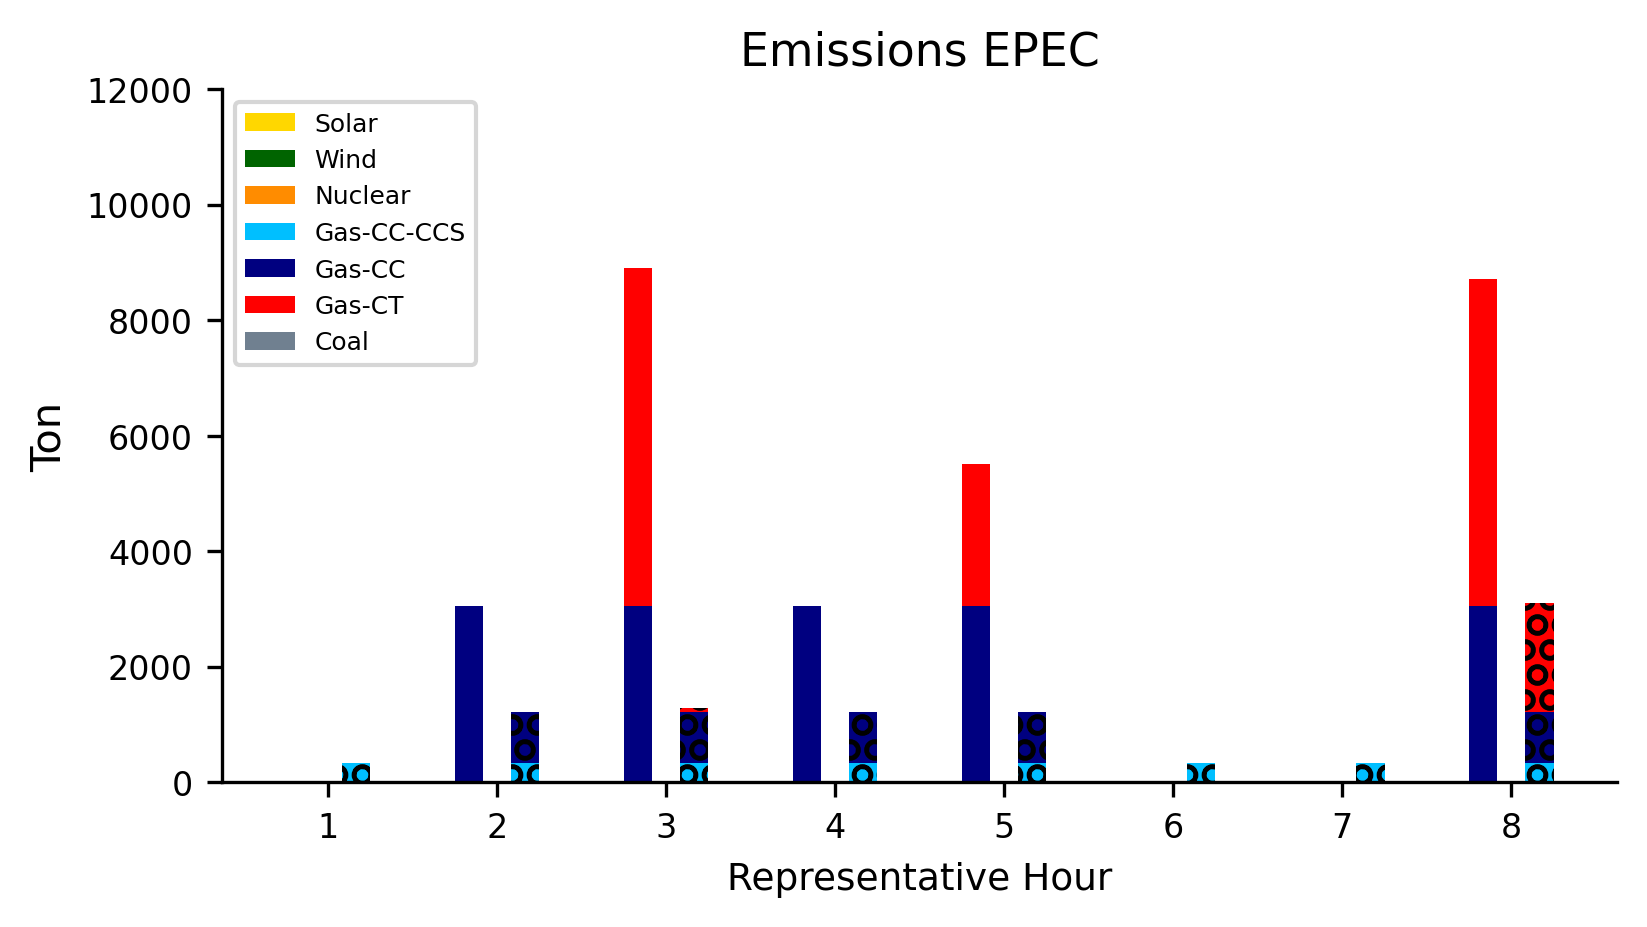 Emissions EPEC
12000
10000
8000
6000
4000
2000
0
Ton
Solar
Wind
Nuclear
Gas-CC-CCS
Gas-CC
Gas-CT
Coal
1 2 3 4 5 6 7 8
Representative Hour